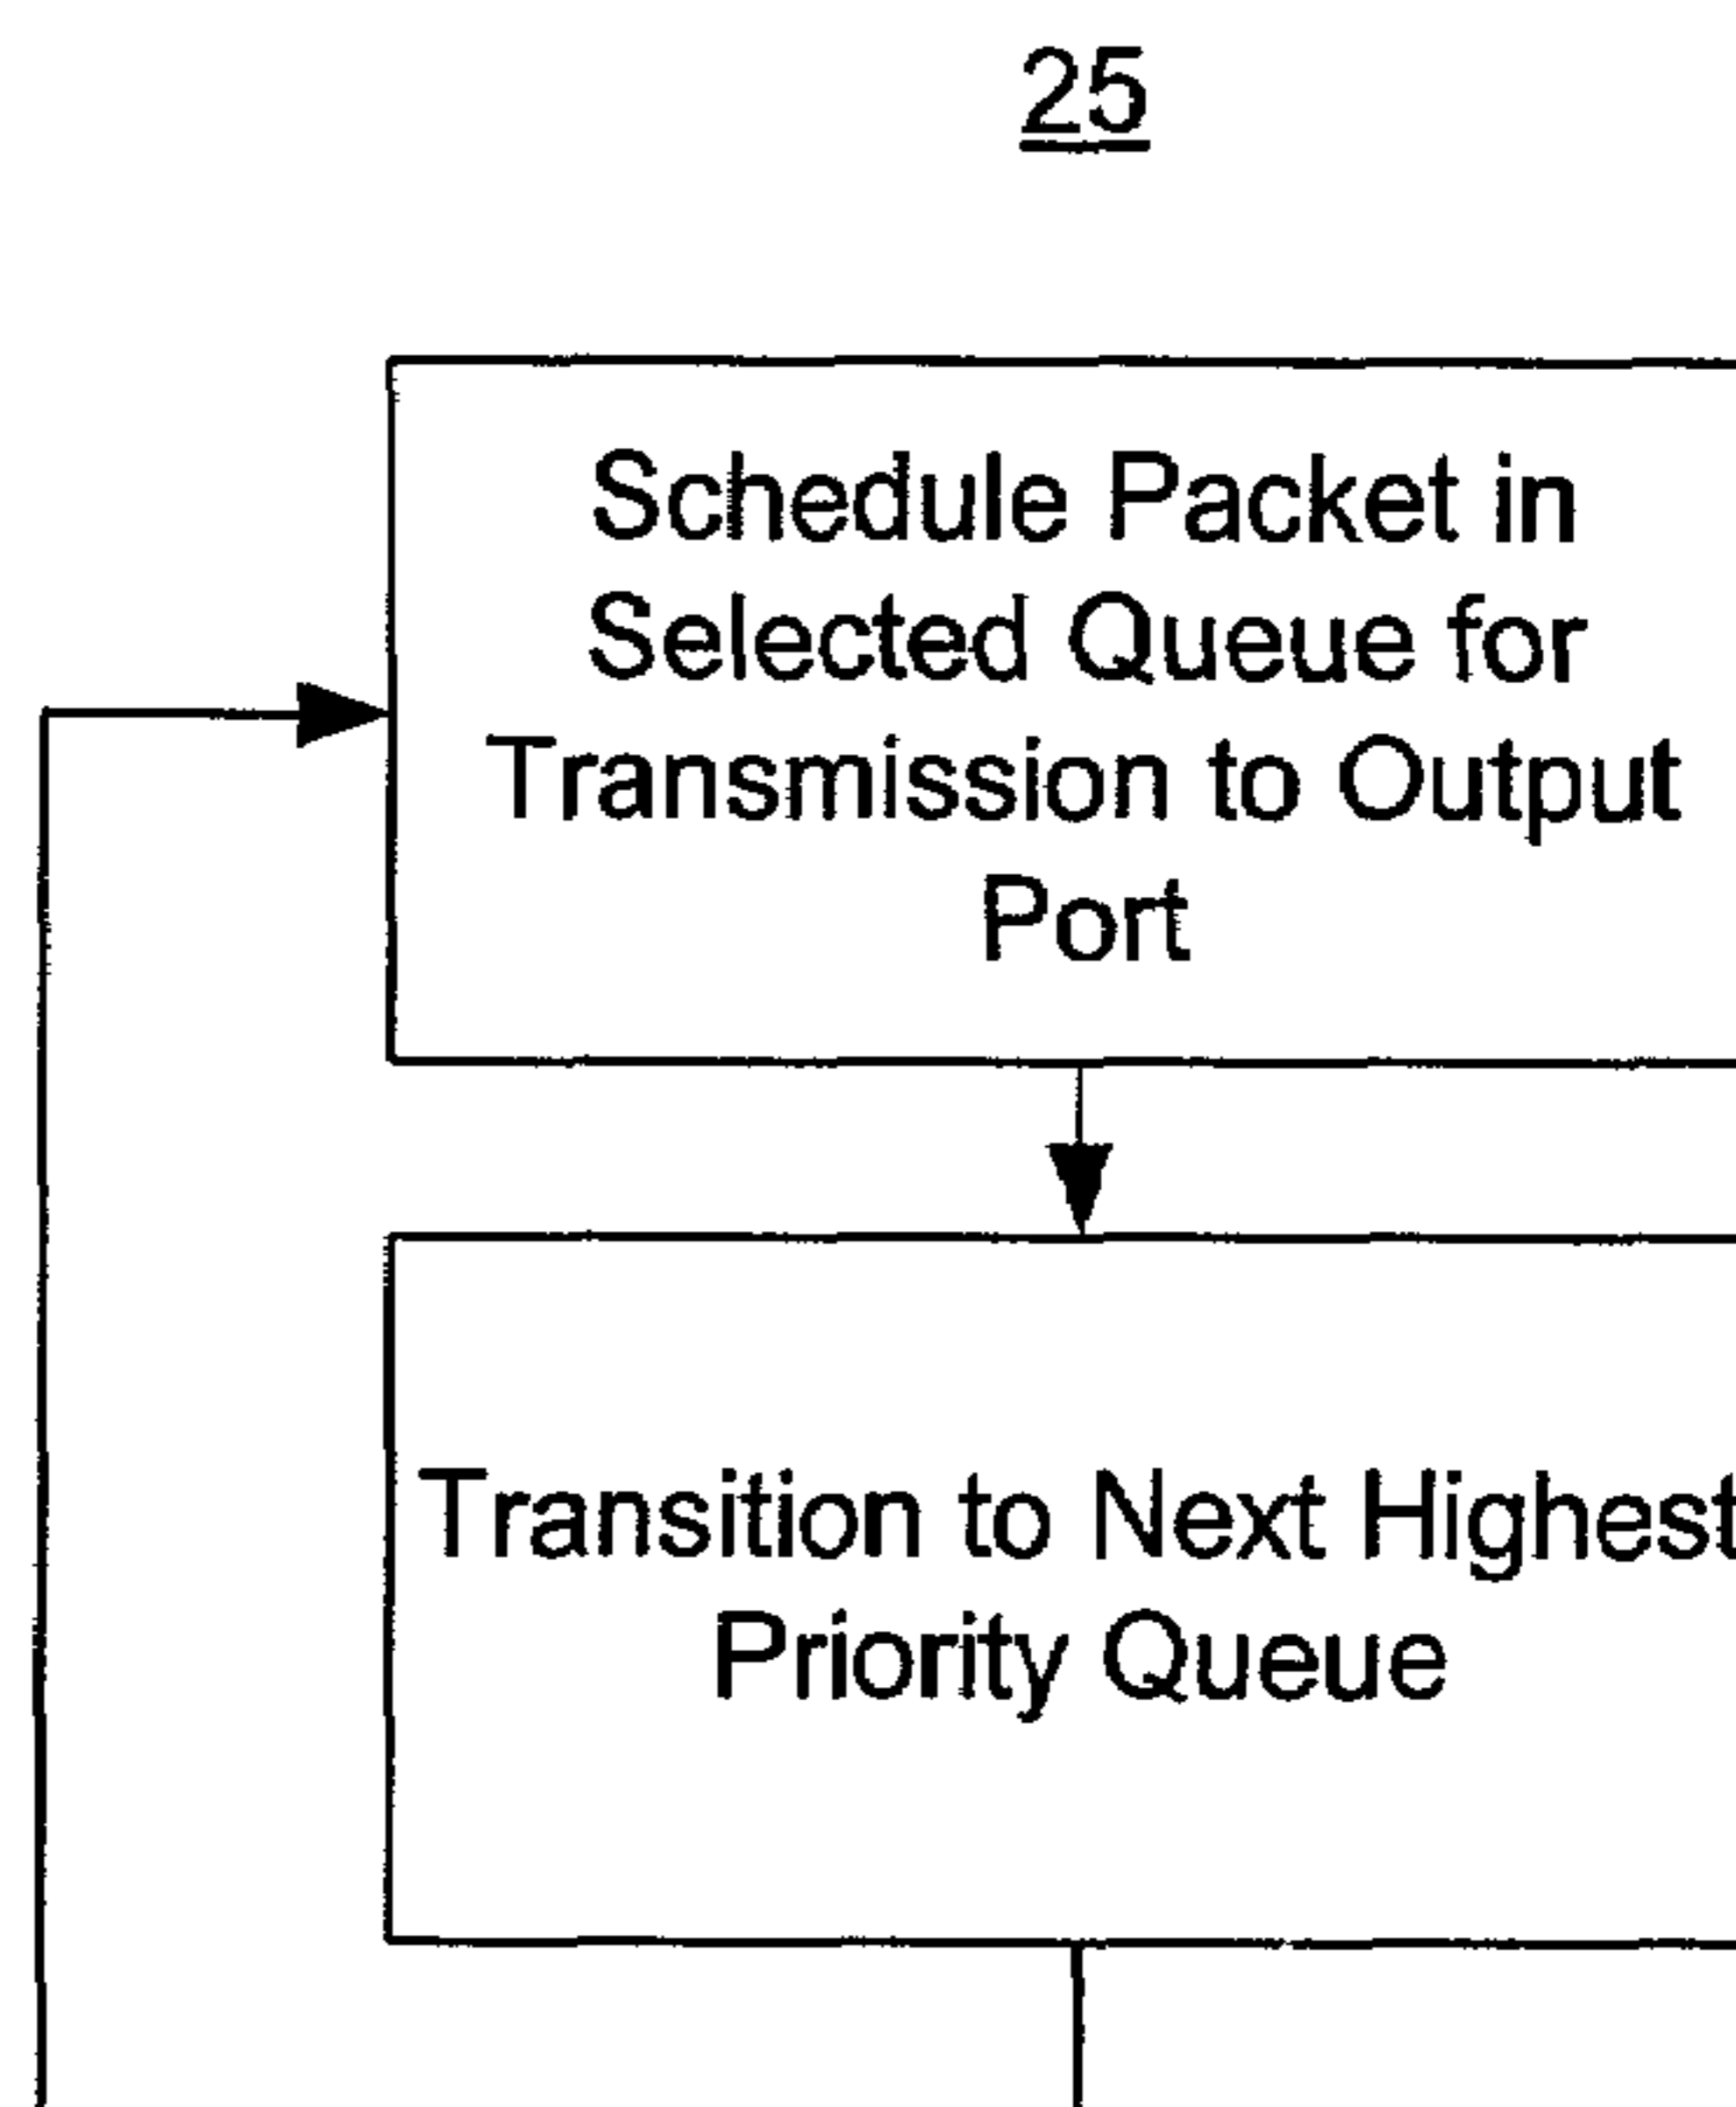 25
Schedule Packet in
Selected Queue for
Transmission to Output
Port
Transition to Next Highest
Priority Queue